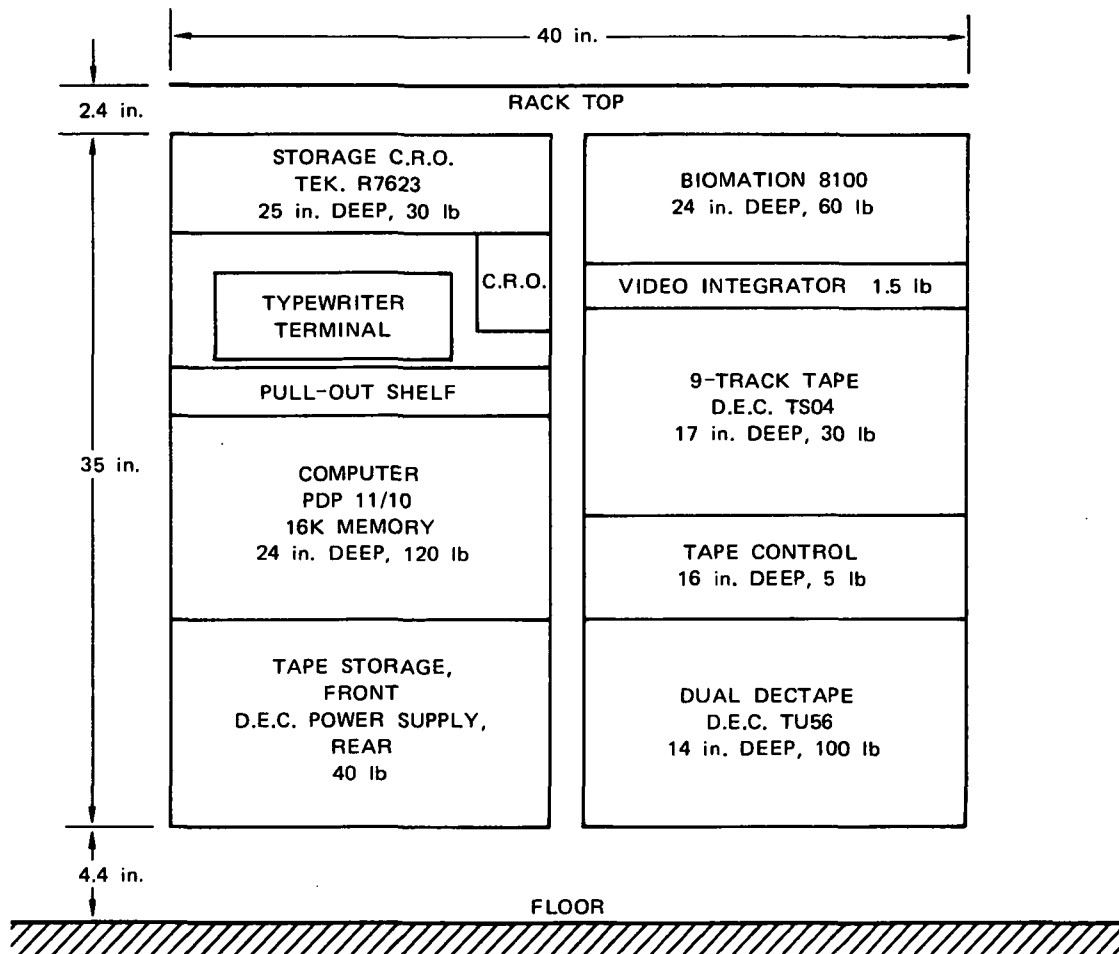 40 in.
2.4 in.
RACK TOP
STORAGE C.R.O.
TEK. R7623
25 in. DEEP, 30 lb
C.R.O.
TYPEWRITER
TERMINAL
PULL-OUT SHELF
35 in.
COMPUTER
PDP 11/10
16K MEMORY
24 in. DEEP, 120 lb
TAPE STORAGE,
FRONT
D.E.C. POWER SUPPLY,
REAR
40 lb
BIOMATION 8100
24 in. DEEP, 60 lb
VIDEO INTEGRATOR 1.5 lb
9-TRACK TAPE
D.E.C. TS04
17 in. DEEP, 30 lb
TAPE CONTROL
16 in. DEEP, 5 lb
DUAL DECTAPE
D.E.C. TU56
14 in. DEEP, 100 lb
4.4 in.
FLOOR